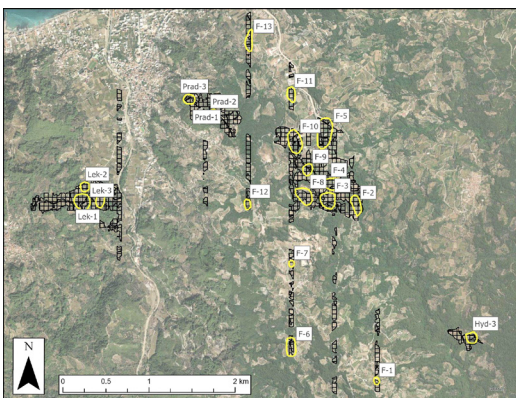 F-13
Prad-3
F-11
Prad-2
Prad-1
F-5
F-10
F-9
F-4
Lek-2
F-8
F-3
Lek-3
F-12
F-2
Lek-1
F-7
Hyd-3
F-6
F-1
N
0 0.5 1 2 km